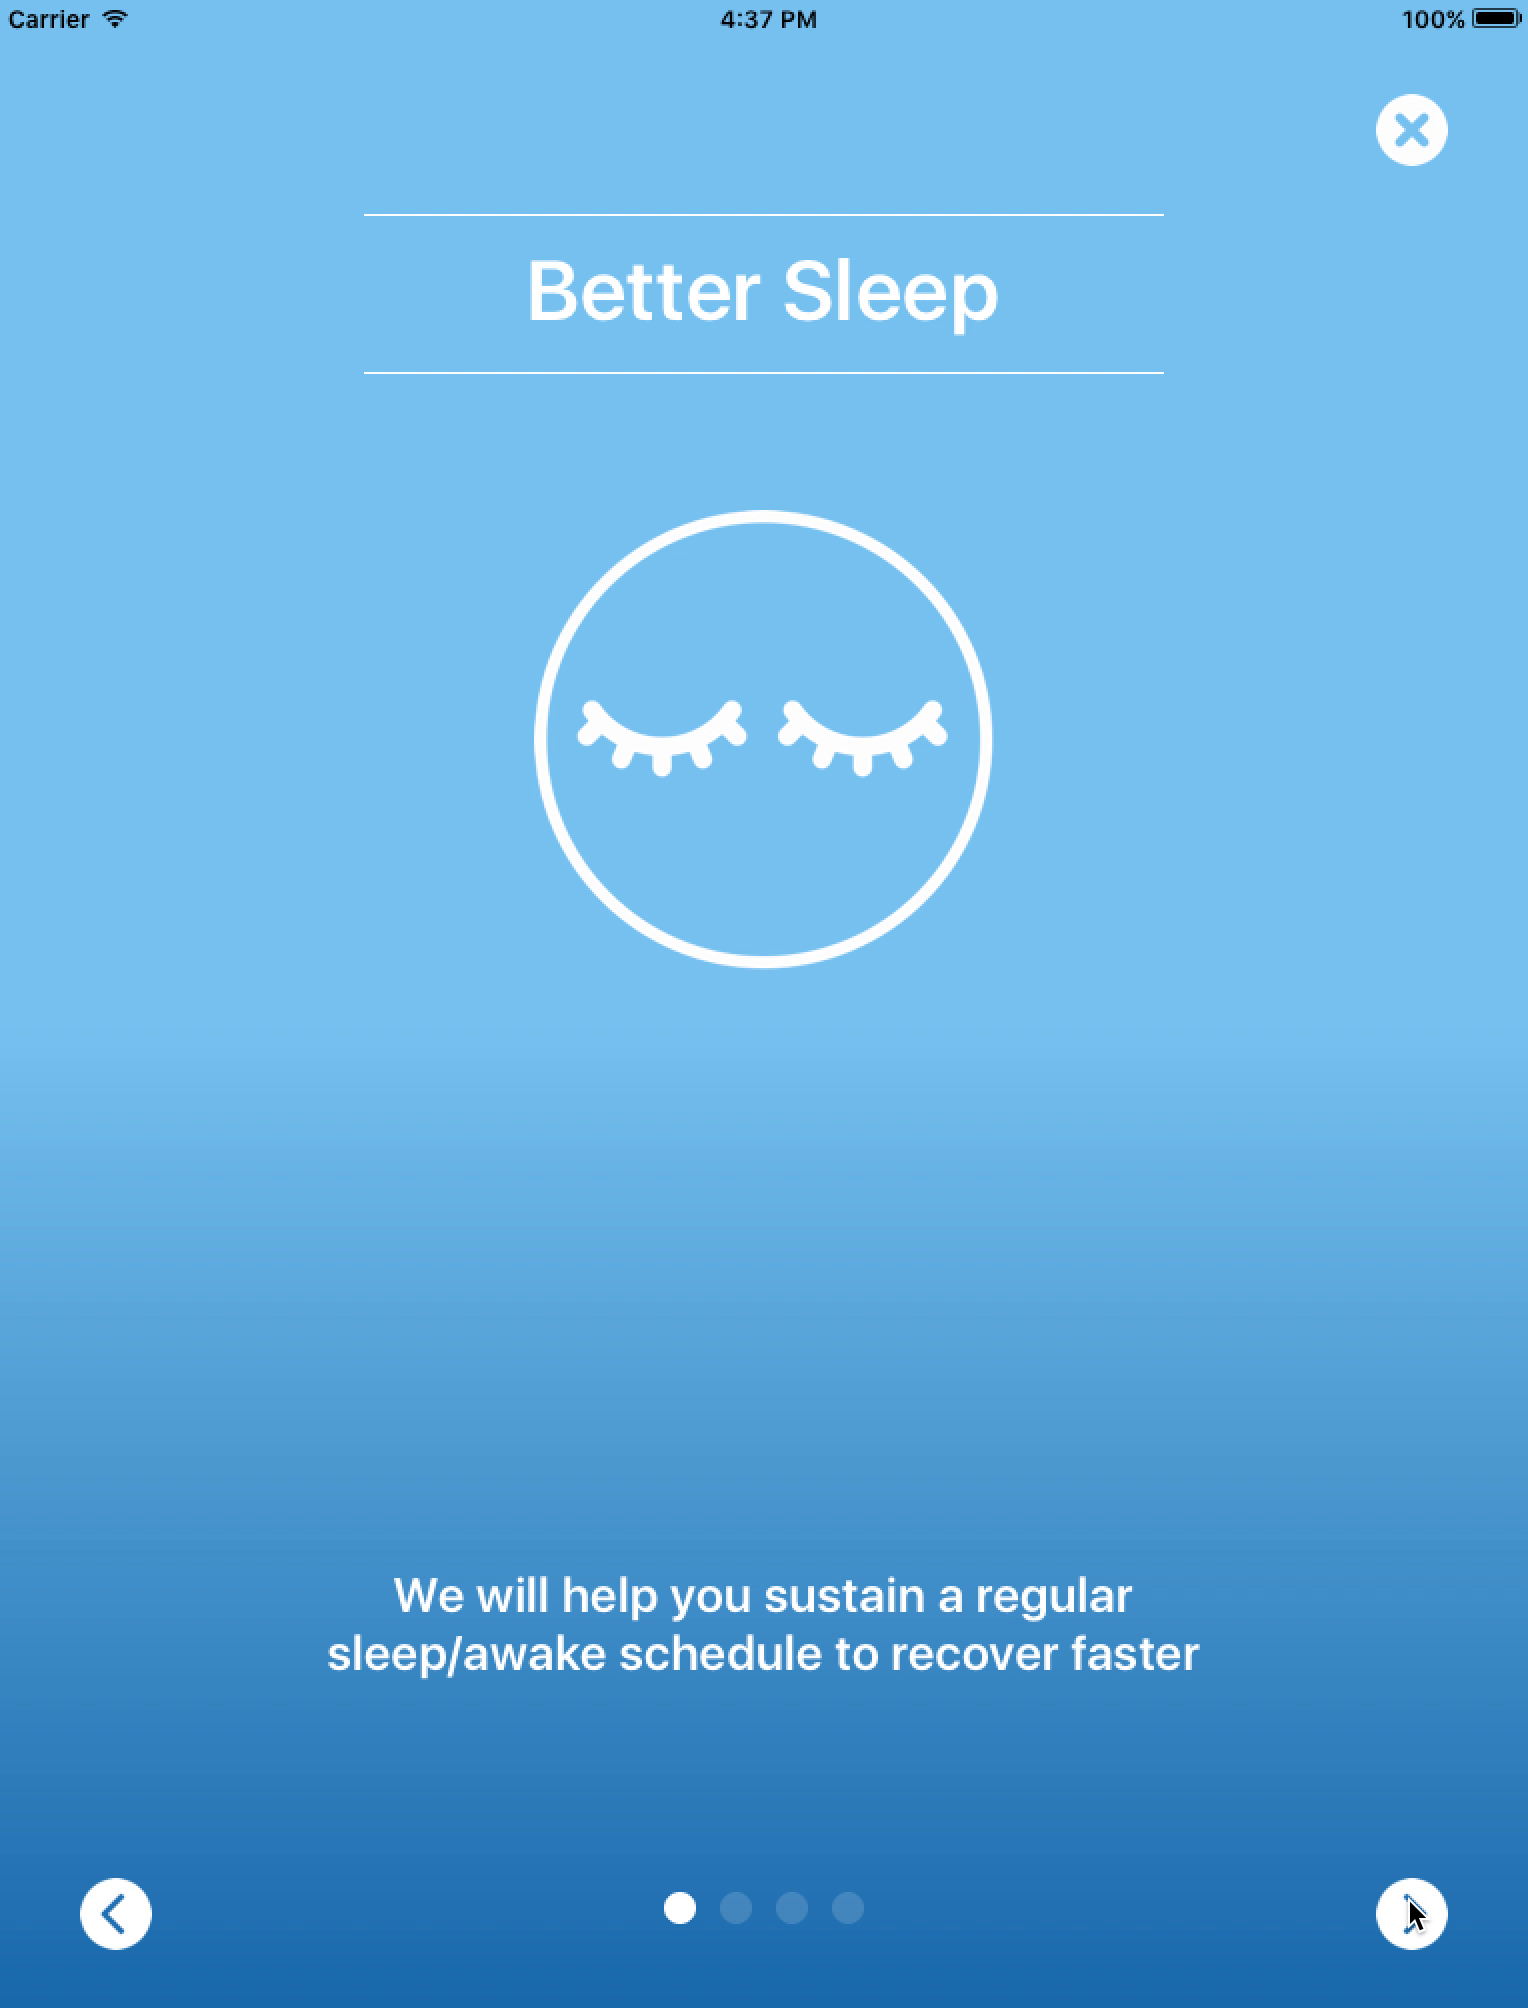 Carrier
4:37 PM
100%
Better Sleep
We will help you sustain a regular
sleep/awake schedule to recover faster